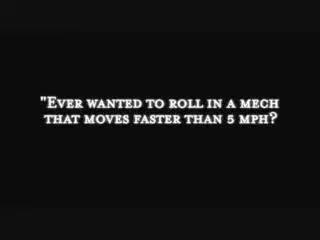 "Ever wanted to roll in a mech
that moves faster than 5 mph?